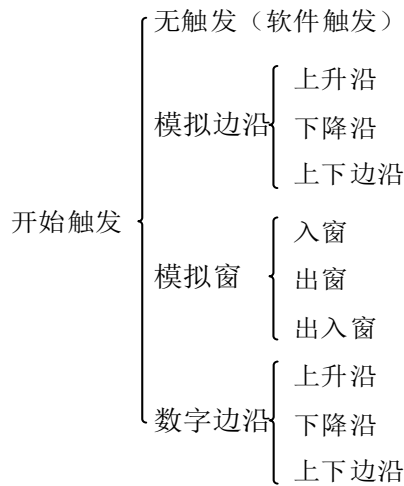 无触发（软件触发）
上升沿
模拟边沿
下降沿
上下边沿
开始触发
入窗
模拟窗
出窗
出入窗
上升沿
数字边沿
下降沿
上下边沿